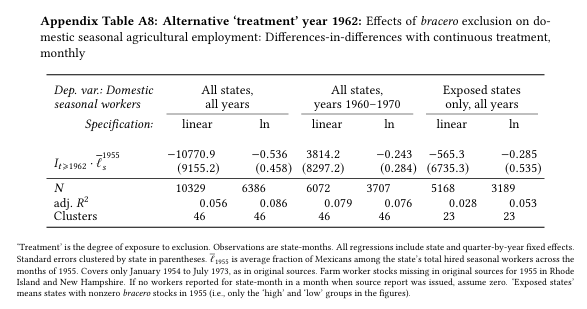 Appendix Table A8: Alternative ‘treatment’ year 1962: Effects of bracero exclusion on do-
mestic seasonal agricultural employment: Differences-in-differences with continuous treatment,
monthly
Dep. var.: Domestic seasonal workers All states, all years All states, years 1960–1970 Exposed states only, all years
Specification: linear ln linear ln linear ln
I_{t⩾1962} · ℓ̄_s^{1955} −10770.9 −0.536 3814.2 −0.243 −565.3 −0.285
(9155.2) (0.458) (8297.2) (0.284) (6735.3) (0.535)
N 10329 6386 6072 3707 5168 3189
adj. R² 0.056 0.086 0.079 0.076 0.028 0.053
Clusters 46 46 46 46 23 23
‘Treatment’ is the degree of exposure to exclusion. Observations are state-months. All regressions include state and quarter-by-year fixed effects.
Standard errors clustered by state in parentheses. ℓ̄_{1955} is average fraction of Mexicans among the state’s total hired seasonal workers across the
months of 1955. Covers only January 1954 to July 1973, as in original sources. Farm worker stocks missing in original sources for 1955 in Rhode
Island and New Hampshire. If no workers reported for state-month in a month when source report was issued, assume zero. ‘Exposed states’
means states with nonzero bracero stocks in 1955 (i.e., only the ‘high’ and ‘low’ groups in the figures).